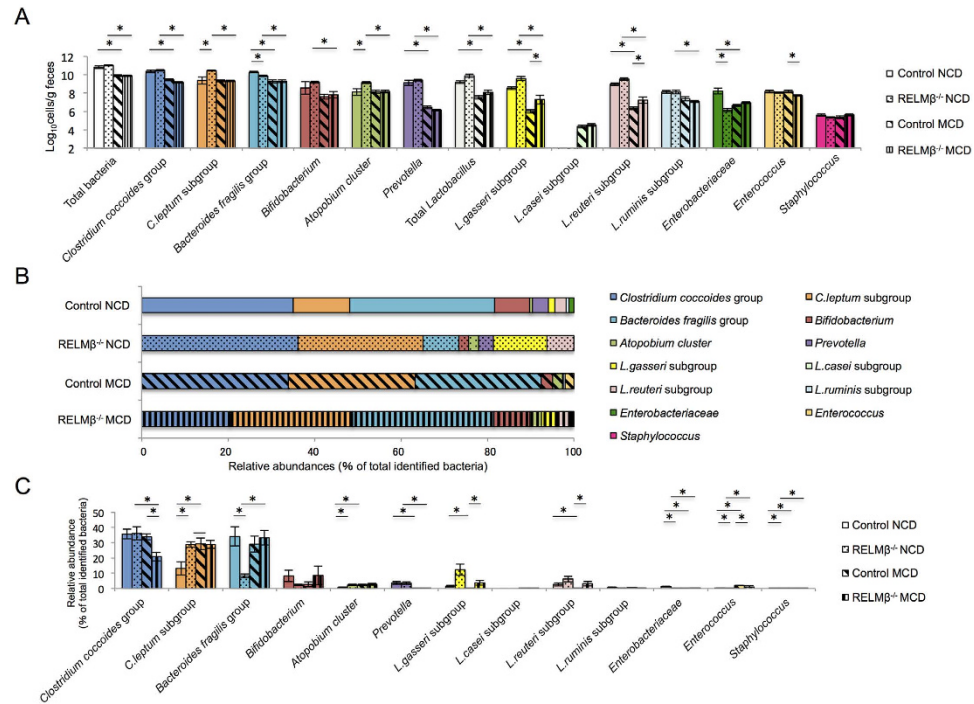 A
Log10cells/g feces
12
10
8
6
4
2
Total bacteria
Clostridium coccoides group
C.leptum subgroup
Bacteroides fragilis group
Bifidobacterium
Atopobium cluster
Prevotella
Total Lactobacillus
L.gasseri subgroup
L.casei subgroup
L.reuteri subgroup
L.ruminis subgroup
Enterobacteriaceae
Enterococcus
Staphylococcus
Control NCD
RELMβ-/- NCD
Control MCD
RELMβ-/- MCD
B
Control NCD
RELMβ-/- NCD
Control MCD
RELMβ-/- MCD
0 20 40 60 80 100
Relative abundances (% of total identified bacteria)
Clostridium coccoides group
C.leptum subgroup
Bacteroides fragilis group
Bifidobacterium
Atopobium cluster
Prevotella
L.gasseri subgroup
L.casei subgroup
L.reuteri subgroup
L.ruminis subgroup
Enterobacteriaceae
Enterococcus
Staphylococcus
C
Relative abundance
(% of total identified bacteria)
50
40
30
20
10
0
Clostridium coccoides group
C.leptum subgroup
Bacteroides fragilis group
Bifidobacterium
Atopobium cluster
Prevotella
L.gasseri subgroup
L.casei subgroup
L.reuteri subgroup
L.ruminis subgroup
Enterobacteriaceae
Enterococcus
Staphylococcus
Control NCD
RELMβ-/- NCD
Control MCD
RELMβ-/- MCD